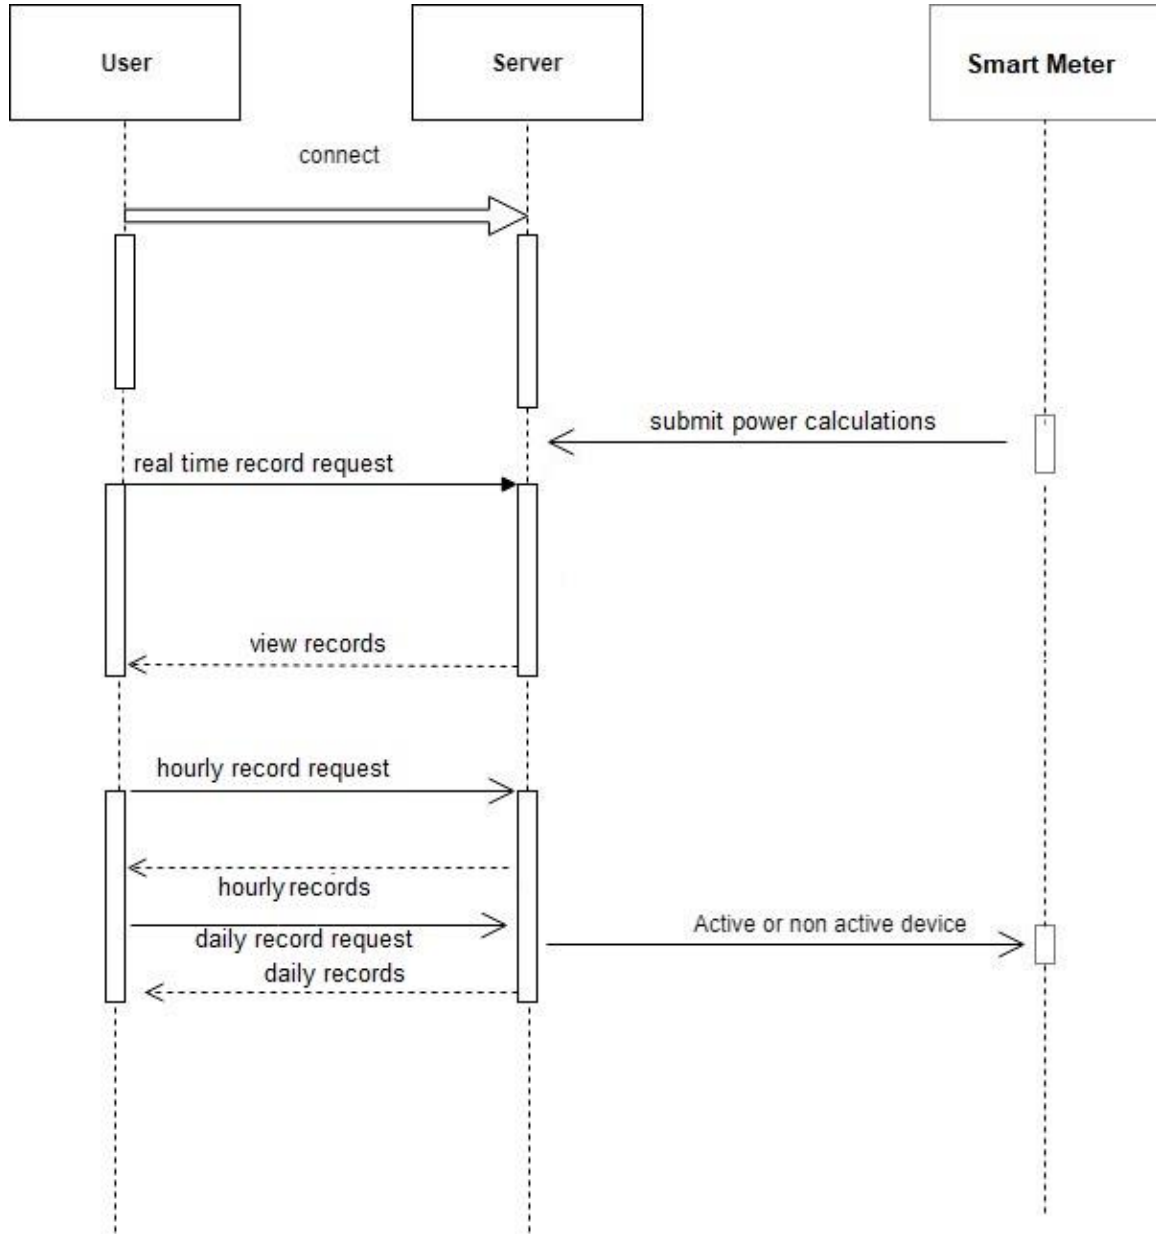 User
Server
Smart Meter
connect
submit power calculations
real time record request
view records
hourly record request
hourly records
Active or non active device
daily record request
daily records